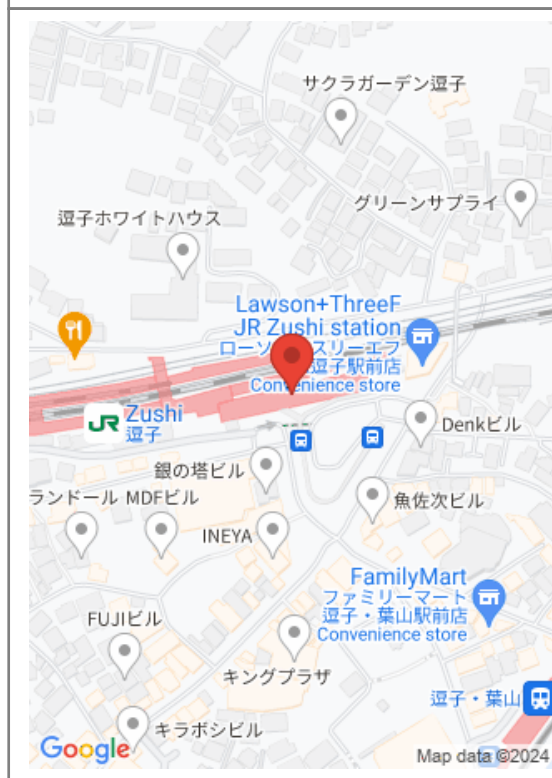 サクラガーデン逗子
グリーンサプライ
逗子ホワイトハウス
Lawson+ThreeF
JR Zushi station
ローソン スリーエフ
逗子駅前店
Convenience store
JR Zushi
逗子
Denkビル
銀の塔ビル
ランドール MDFビル
魚佐次ビル
INEYA
FamilyMart
ファミリーマート
逗子・葉山駅前店
Convenience store
FUJIビル
キングプラザ
逗子・葉山
キラボシビル
Google
Map data ©2024